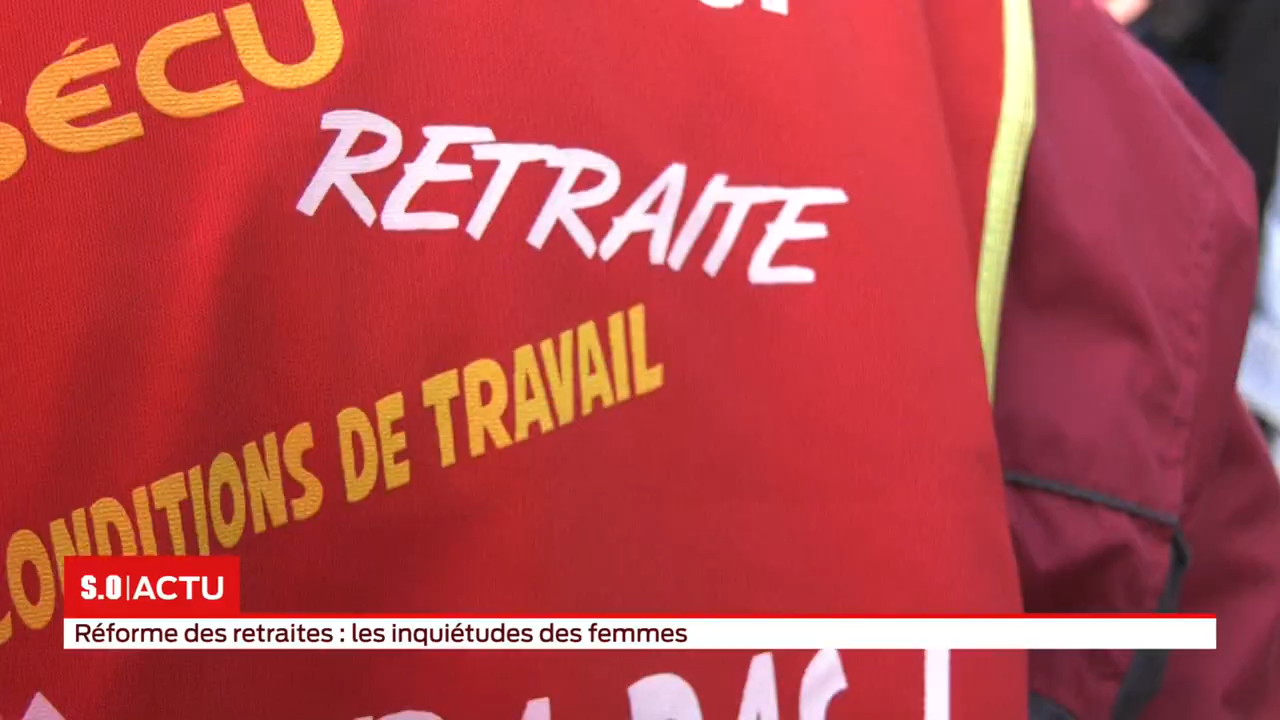 SÉCU
RETRAITE
CONDITIONS DE TRAVAIL
S.O|ACTU
Réforme des retraites : les inquiétudes des femmes